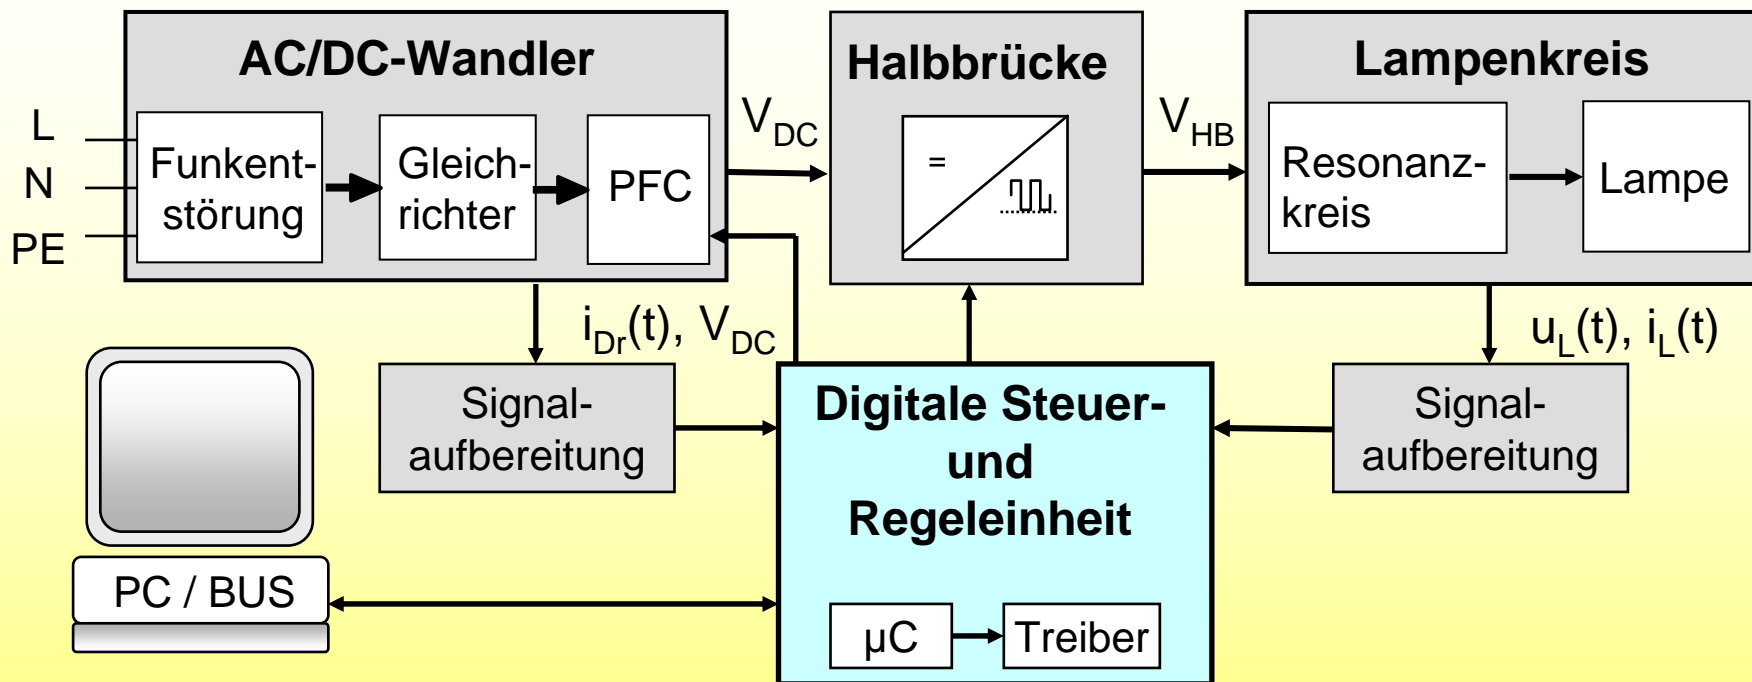 AC/DC-Wandler
L
N
PE
Funkent-
störung
Gleich-
richter
PFC
V_DC
Halbbrücke
=
V_HB
Lampenkreis
Resonanz-
kreis
Lampe
i_Dr(t), V_DC
u_L(t), i_L(t)
Signal-
aufbereitung
Digitale Steuer-
und
Regeleinheit
Signal-
aufbereitung
PC / BUS
µC
Treiber